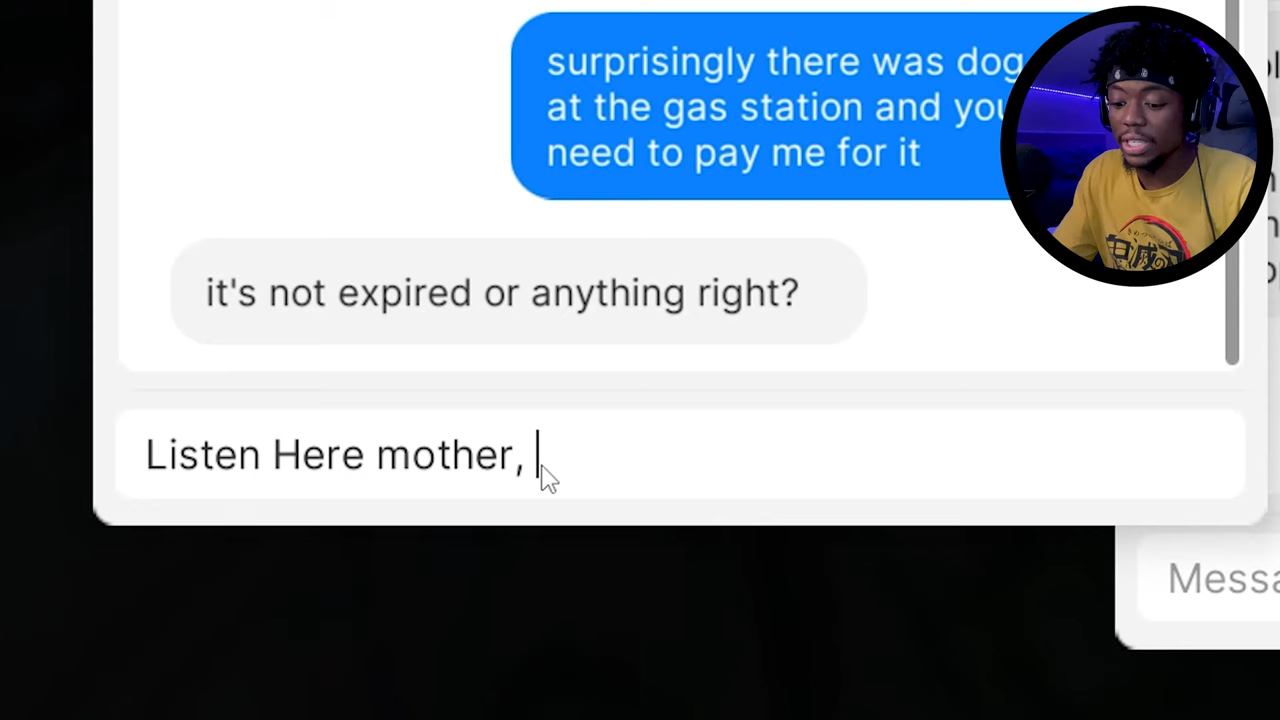 surprisingly there was dog
at the gas station and you
need to pay me for it
it's not expired or anything right?
Listen Here mother,